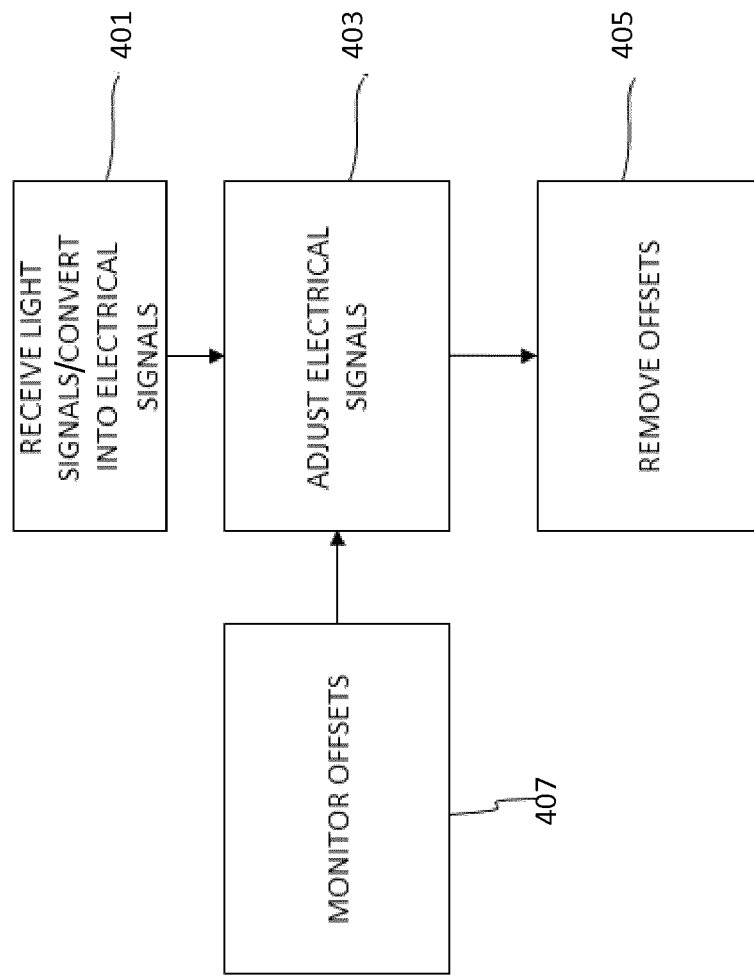 RECEIVE LIGHT
SIGNALS/CONVERT
INTO ELECTRICAL
SIGNALS
401
ADJUST ELECTRICAL
SIGNALS
403
REMOVE OFFSETS
405
MONITOR OFFSETS
407